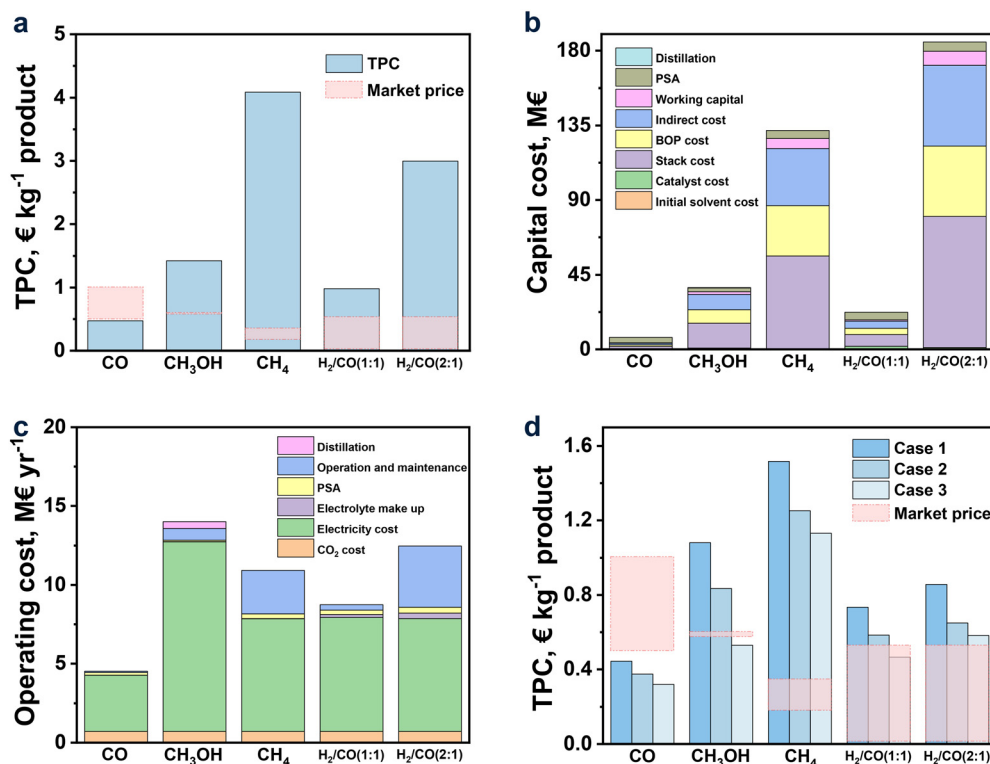 a
5
4
3
2
1
0
TPC, € kg⁻¹ product
TPC
Market price
CO
CH₃OH
CH₄
H₂/CO(1:1)
H₂/CO(2:1)
b
180
135
90
45
0
Capital cost, M€
Distillation
PSA
Working capital
Indirect cost
BOP cost
Stack cost
Catalyst cost
Initial solvent cost
CO
CH₃OH
CH₄
H₂/CO(1:1)
H₂/CO(2:1)
c
20
15
10
5
0
Operating cost, M€ yr⁻¹
Distillation
Operation and maintenance
PSA
Electrolyte make up
Electricity cost
CO₂ cost
CO
CH₃OH
CH₄
H₂/CO(1:1)
H₂/CO(2:1)
d
1.6
1.2
0.8
0.4
0.0
TPC, € kg⁻¹ product
Case 1
Case 2
Case 3
Market price
CO
CH₃OH
CH₄
H₂/CO(1:1)
H₂/CO(2:1)